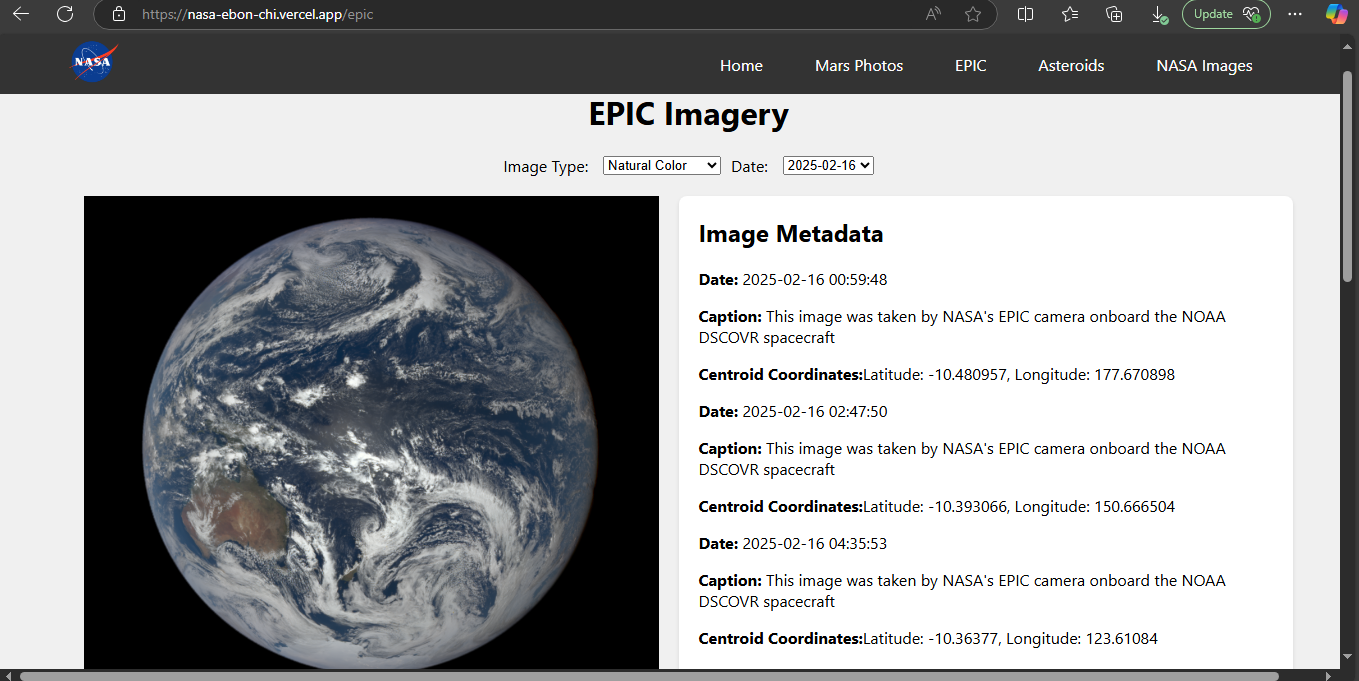 https://nasa-ebon-chi.vercel.app/epic
A
Update
NASA
Home Mars Photos EPIC Asteroids NASA Images
EPIC Imagery
Image Type: Natural Color Date: 2025-02-16
Image Metadata
Date: 2025-02-16 00:59:48
Caption: This image was taken by NASA's EPIC camera onboard the NOAA
DSCOVR spacecraft
Centroid Coordinates:Latitude: -10.480957, Longitude: 177.670898
Date: 2025-02-16 02:47:50
Caption: This image was taken by NASA's EPIC camera onboard the NOAA
DSCOVR spacecraft
Centroid Coordinates:Latitude: -10.393066, Longitude: 150.666504
Date: 2025-02-16 04:35:53
Caption: This image was taken by NASA's EPIC camera onboard the NOAA
DSCOVR spacecraft
Centroid Coordinates:Latitude: -10.36377, Longitude: 123.61084